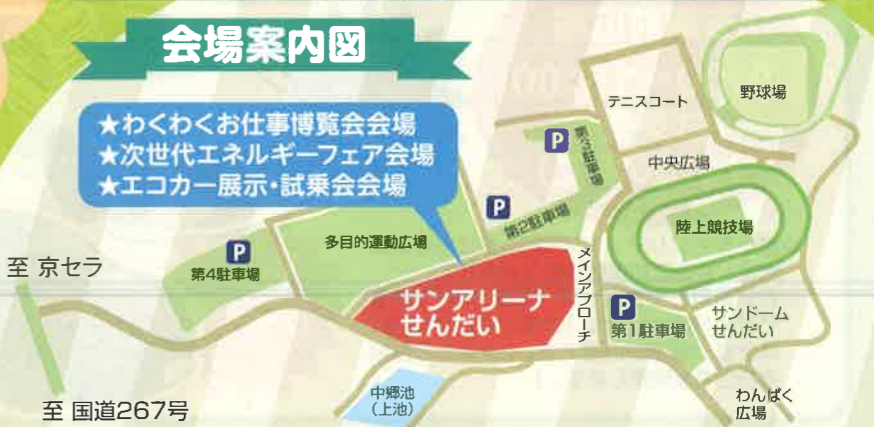 会場案内図
★わくわくお仕事博覧会会場
★次世代エネルギーフェア会場
★エコカー展示・試乗会会場
テニスコート
野球場
P
第3駐車場
中央広場
P
第2駐車場
陸上競技場
多目的運動広場
P
第4駐車場
至 京セラ
サンアリーナ
せんだい
メインアプローチ
P
第1駐車場
サンドーム
せんだい
中郷池
(上池)
わんぱく
広場
至 国道267号